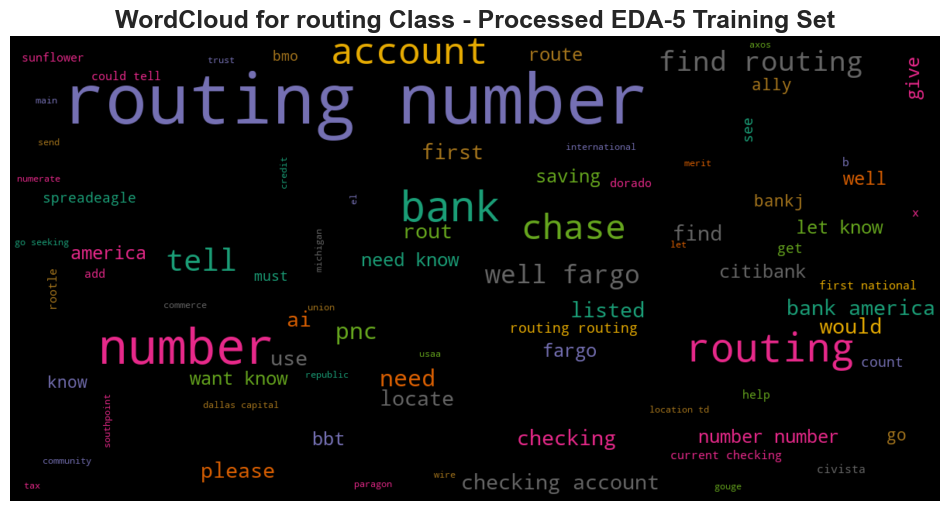 WordCloud for routing Class - Processed EDA-5 Training Set
sunflower
could tell
trust
bmo
account
route
find routing
axos
ally
give
main
routing number
see
send
first
international
merit
b
numerate
credit
saving
dorado
well
spreadeagle
el
bank
chase
bankj
x
go seeking
america
tell
rout
find
let
let know
get
add
rootle
must
michigan
need know
well fargo
citibank
first national
commerce
union
ai
pnc
listed
bank america
routing routing
would
number
use
usaa
fargo
routing
count
know
want know
republic
need
locate
help
southpoint
dallas capital
location td
bbt
checking
number number
go
community
please
current checking
tax
paragon
wire
checking account
gouge
civista